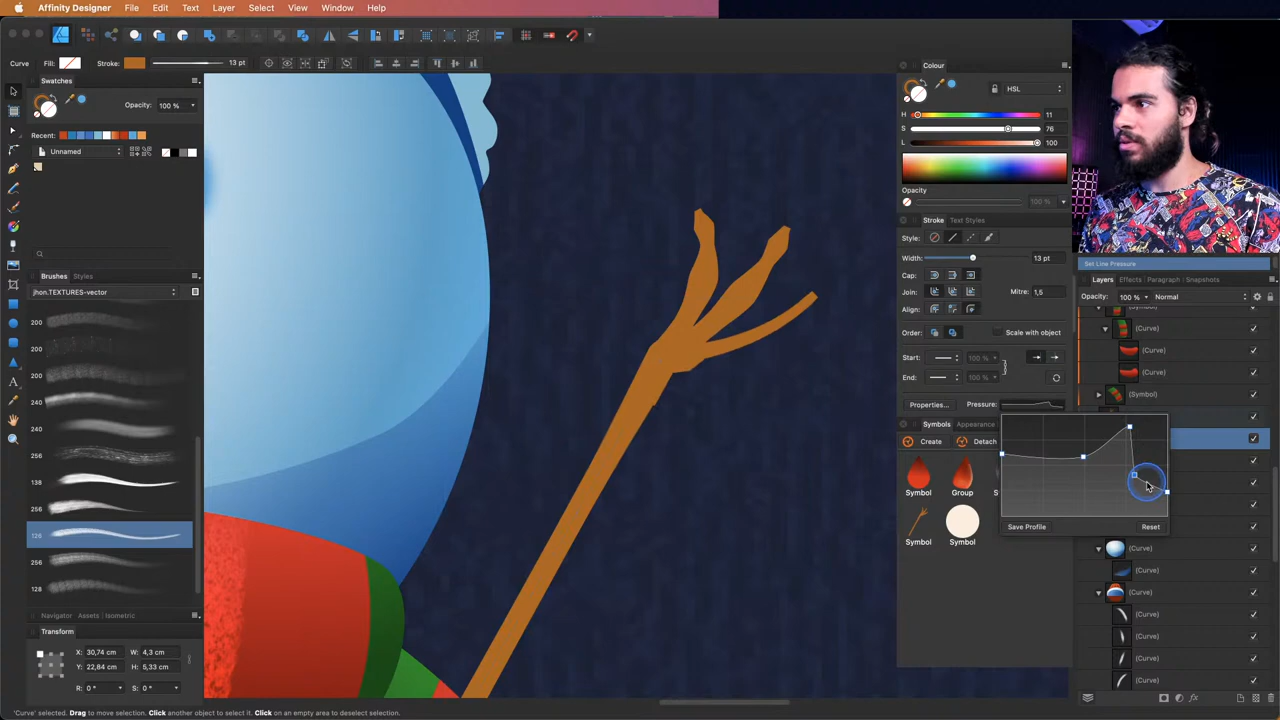 Affinity Designer File Edit Text Layer Select View Window Help
Curve Fill: Stroke: 13 pt
Swatches
Opacity: 100 %
Recent:
Unnamed
Brushes Styles
jhon.TEXTURES-vector
200
200
200
240
256
256
138
256
128
256
128
Navigator Assets Isometric
Transform
X: 30,74 cm W: 4,3 cm
Y: 22,84 cm H: 5,33 cm
R: 0 ° S: 0 °
'Curve' selected. Drag to move selection. Click another object to select it. Click on an empty area to deselect selection.
Colour
HSL
H 11
S 76
L 100
Opacity
100 %
Stroke Text Styles
Style:
Width: 13 pt
Cap:
Join: Mitre: 1,5
Align:
Order: Scale with object
Start: 100 %
End: 100 %
Properties... Pressure:
Symbols Appearance
Create Detach
Symbol Group
Symbol Symbol
Save Profile Reset
Set Line Pressure
Layers Effects Paragraph Snapshots
Opacity: 100 % Normal
(Symbol)
(Curve)
(Curve)
(Curve)
(Symbol)
(Curve)
(Curve)
(Curve)
(Curve)
(Curve)
(Curve)
(Curve)